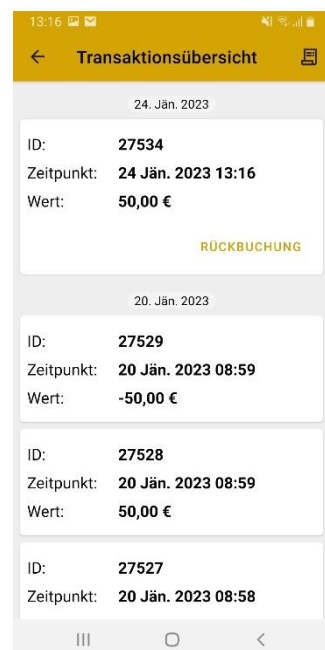 13:16
Transaktionsübersicht
24. Jän. 2023
ID: 27534
Zeitpunkt: 24 Jän. 2023 13:16
Wert: 50,00 €
RÜCKBUCHUNG
20. Jän. 2023
ID: 27529
Zeitpunkt: 20 Jän. 2023 08:59
Wert: -50,00 €
ID: 27528
Zeitpunkt: 20 Jän. 2023 08:59
Wert: 50,00 €
ID: 27527
Zeitpunkt: 20 Jän. 2023 08:58